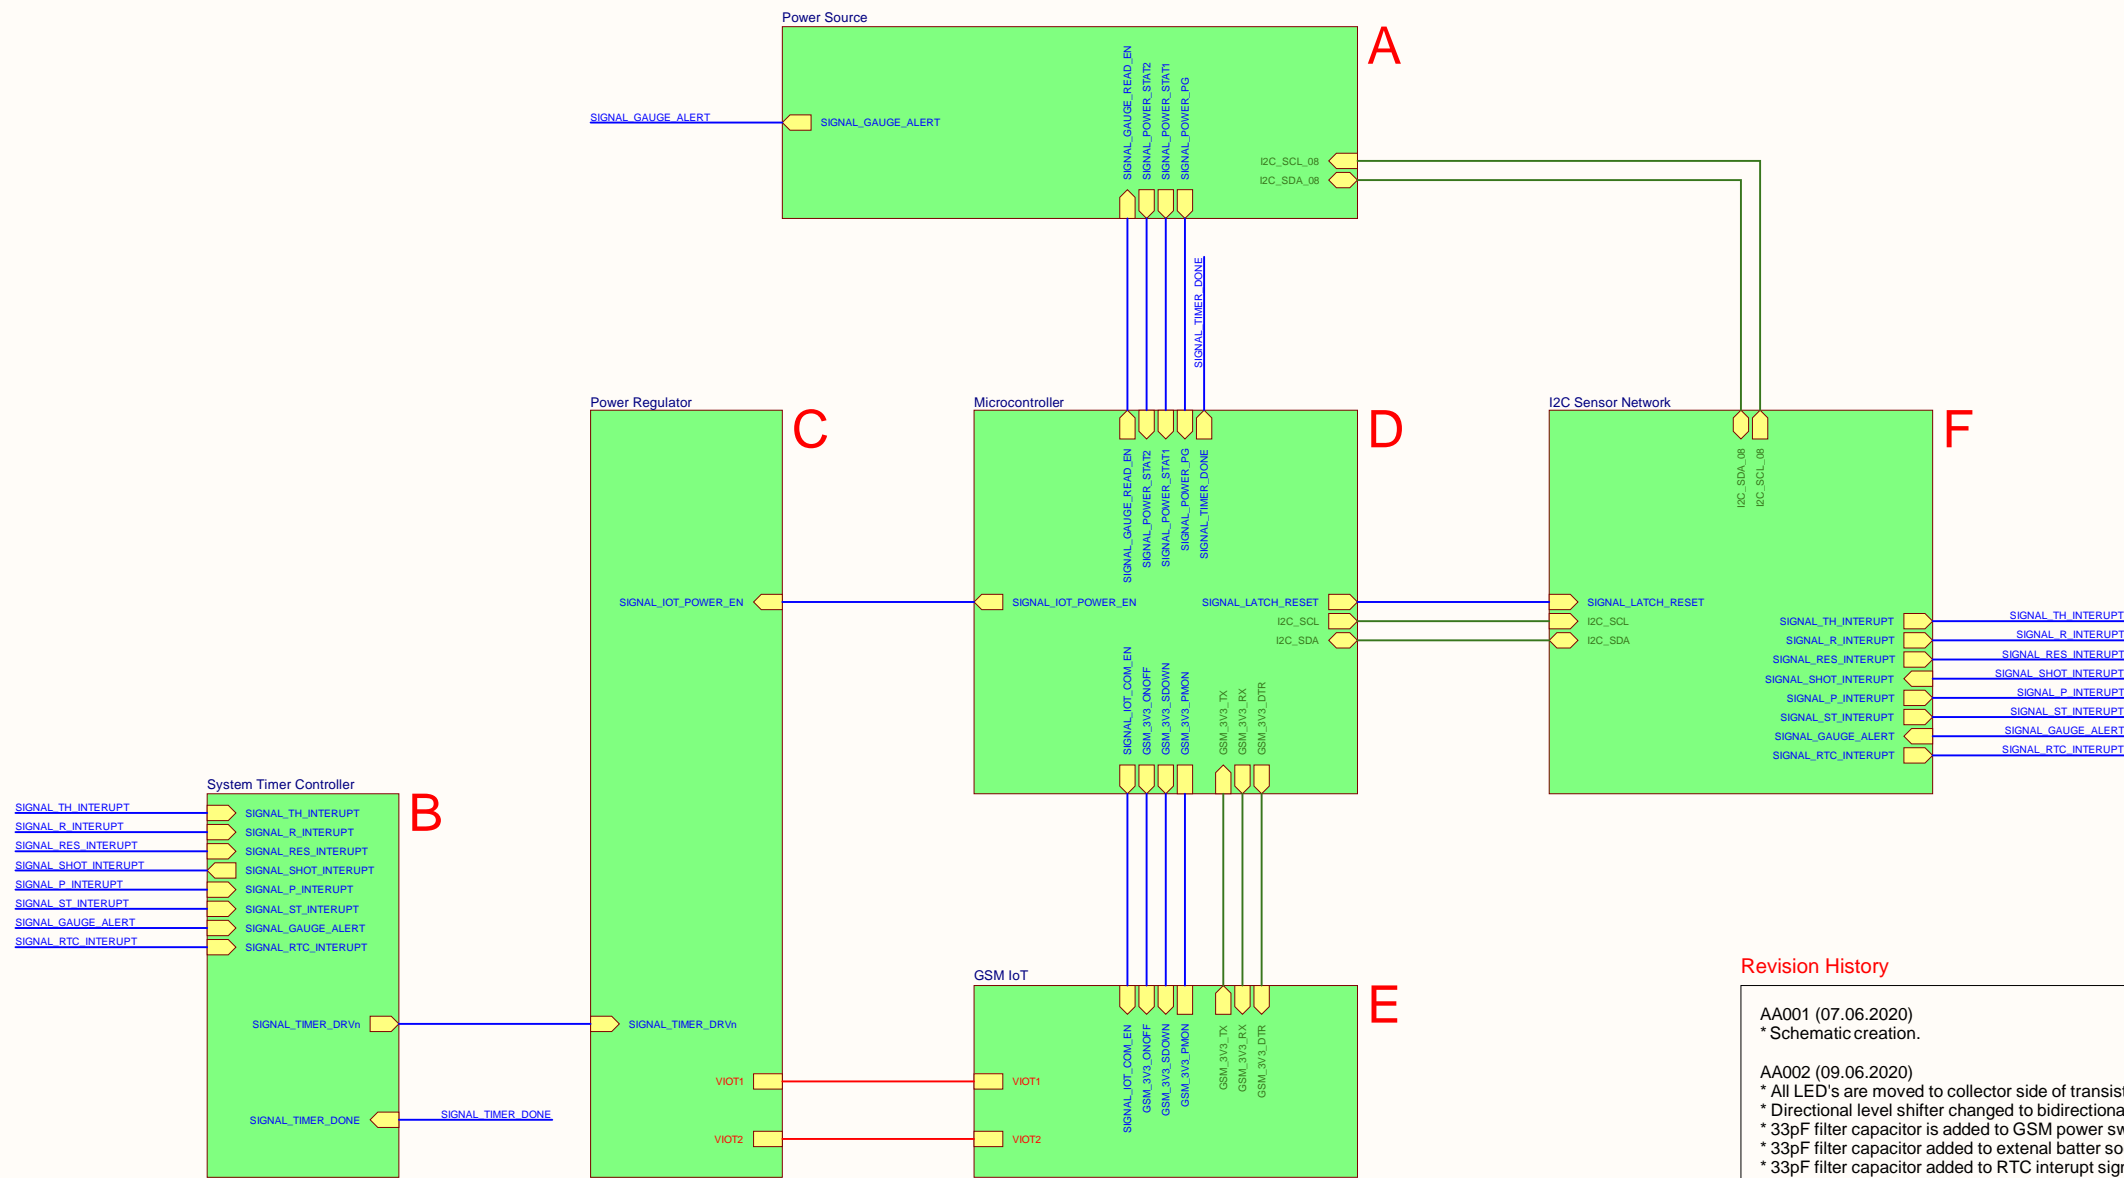 Power Source
A
SIGNAL_GAUGE_ALERT
SIGNAL_GAUGE_ALERT
SIGNAL_GAUGE_READ_EN
SIGNAL_POWER_STAT2
SIGNAL_POWER_STAT1
SIGNAL_POWER_PG
I2C_SCL_08
I2C_SDA_08
SIGNAL_TIMER_DONE
Power Regulator
C
SIGNAL_IOT_POWER_EN
SIGNAL_TIMER_DRVn
VIOT1
VIOT2
Microcontroller
D
SIGNAL_GAUGE_READ_EN
SIGNAL_POWER_STAT2
SIGNAL_POWER_STAT1
SIGNAL_POWER_PG
SIGNAL_TIMER_DONE
SIGNAL_IOT_POWER_EN
SIGNAL_LATCH_RESET
I2C_SCL
I2C_SDA
SIGNAL_IOT_COM_EN
GSM_3V3_ONOFF
GSM_3V3_SDOWN
GSM_3V3_PMON
GSM_3V3_TX
GSM_3V3_RX
GSM_3V3_DTR
I2C Sensor Network
F
I2C_SDA_08
I2C_SCL_08
SIGNAL_LATCH_RESET
I2C_SCL
I2C_SDA
SIGNAL_TH_INTERUPT
SIGNAL_R_INTERUPT
SIGNAL_RES_INTERUPT
SIGNAL_SHOT_INTERUPT
SIGNAL_P_INTERUPT
SIGNAL_ST_INTERUPT
SIGNAL_GAUGE_ALERT
SIGNAL_RTC_INTERUPT
SIGNAL_TH_INTERUPT
SIGNAL_R_INTERUPT
SIGNAL_RES_INTERUPT
SIGNAL_SHOT_INTERUPT
SIGNAL_P_INTERUPT
SIGNAL_ST_INTERUPT
SIGNAL_GAUGE_ALERT
SIGNAL_RTC_INTERUPT
System Timer Controller
B
SIGNAL_TH_INTERUPT
SIGNAL_R_INTERUPT
SIGNAL_RES_INTERUPT
SIGNAL_SHOT_INTERUPT
SIGNAL_P_INTERUPT
SIGNAL_ST_INTERUPT
SIGNAL_GAUGE_ALERT
SIGNAL_RTC_INTERUPT
SIGNAL_TH_INTERUPT
SIGNAL_R_INTERUPT
SIGNAL_RES_INTERUPT
SIGNAL_SHOT_INTERUPT
SIGNAL_P_INTERUPT
SIGNAL_ST_INTERUPT
SIGNAL_GAUGE_ALERT
SIGNAL_RTC_INTERUPT
SIGNAL_TIMER_DRVn
SIGNAL_TIMER_DONE
SIGNAL_TIMER_DONE
GSM IoT
E
SIGNAL_IOT_COM_EN
GSM_3V3_ONOFF
GSM_3V3_SDOWN
GSM_3V3_PMON
GSM_3V3_TX
GSM_3V3_RX
GSM_3V3_DTR
VIOT1
VIOT2
Revision History
AA001 (07.06.2020)
* Schematic creation.
AA002 (09.06.2020)
* All LED's are moved to collector side of
* Directional level shifter changed to
* 33pF filter capacitor is added to GSM power
* 33pF filter capacitor added to extenal batter
* 33pF filter capacitor added to RTC interupt